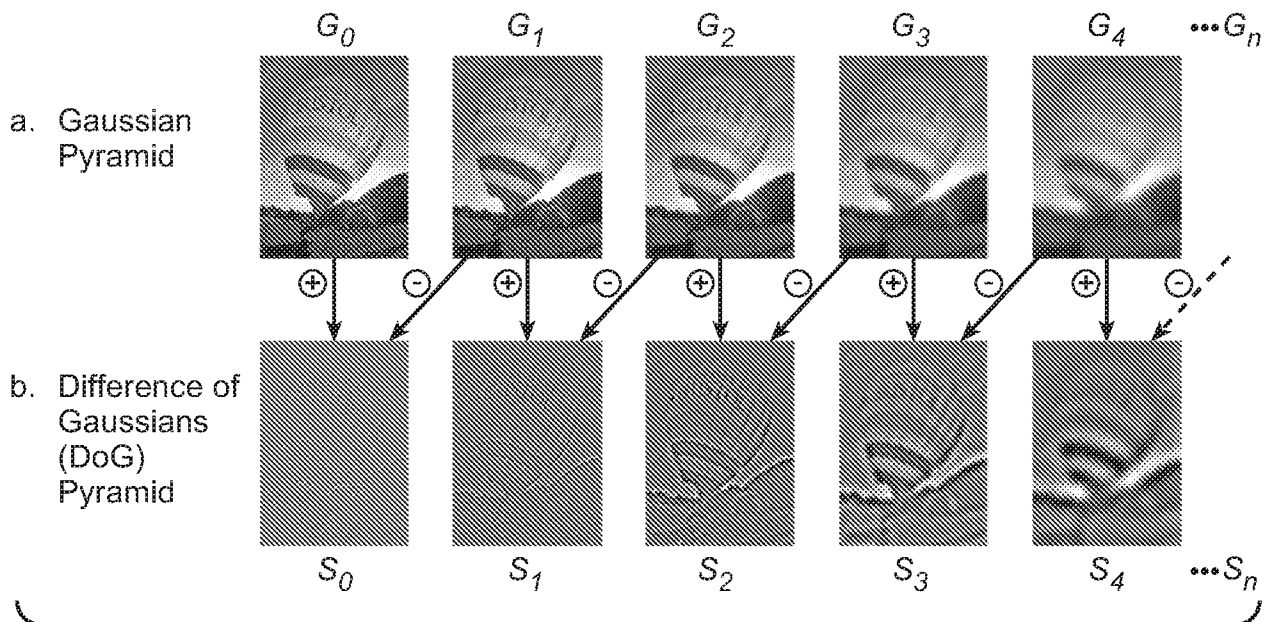 G0 G1 G2 G3 G4 •••Gn
a. Gaussian
Pyramid
+ - + - + - + - + -
b. Difference of
Gaussians
(DoG)
Pyramid
S0 S1 S2 S3 S4 •••Sn